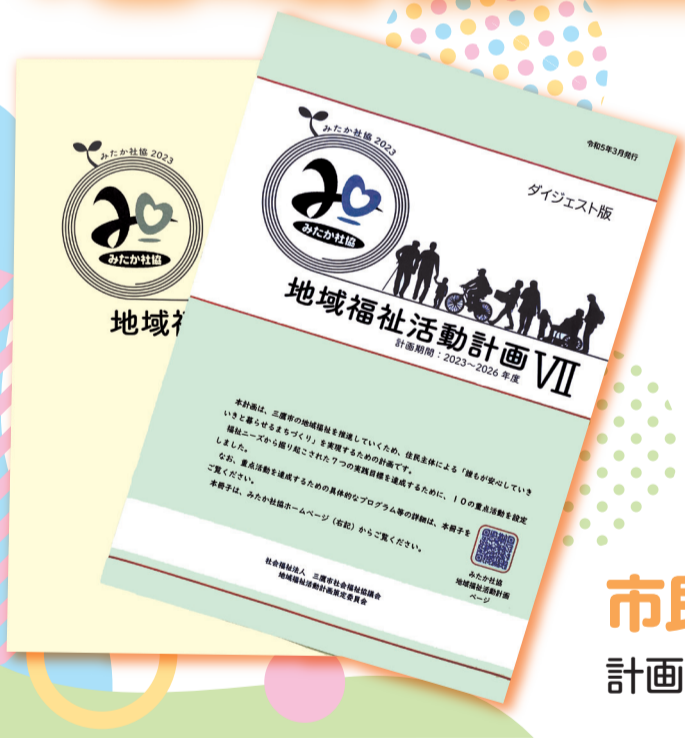 みたか社協 2023
みたか社協
地域福
令和5年3月発行
ダイジェスト版
みたか社協 2023
みたか社協
地域福祉活動計画 Ⅶ
計画期間：2023～2026 年度
本計画は、三鷹市の地域福祉を推進していくため、住民主体による「誰もが安心していき
いきと暮らせるまちづくり」を実現するための計画です。
福祉ニーズから掘り起こされた７つの実践目標を達成するために、１０の重点活動を設定
しました。
なお、重点活動を達成するための具体的なプログラム等の詳細は、本冊子を
ご覧ください。
本冊子は、みたか社協ホームページ（右記）からご覧ください。
みたか社協
地域福祉活動計画
ページ
社会福祉法人 三鷹市社会福祉協議会
地域福祉活動計画策定委員会
市民
計画